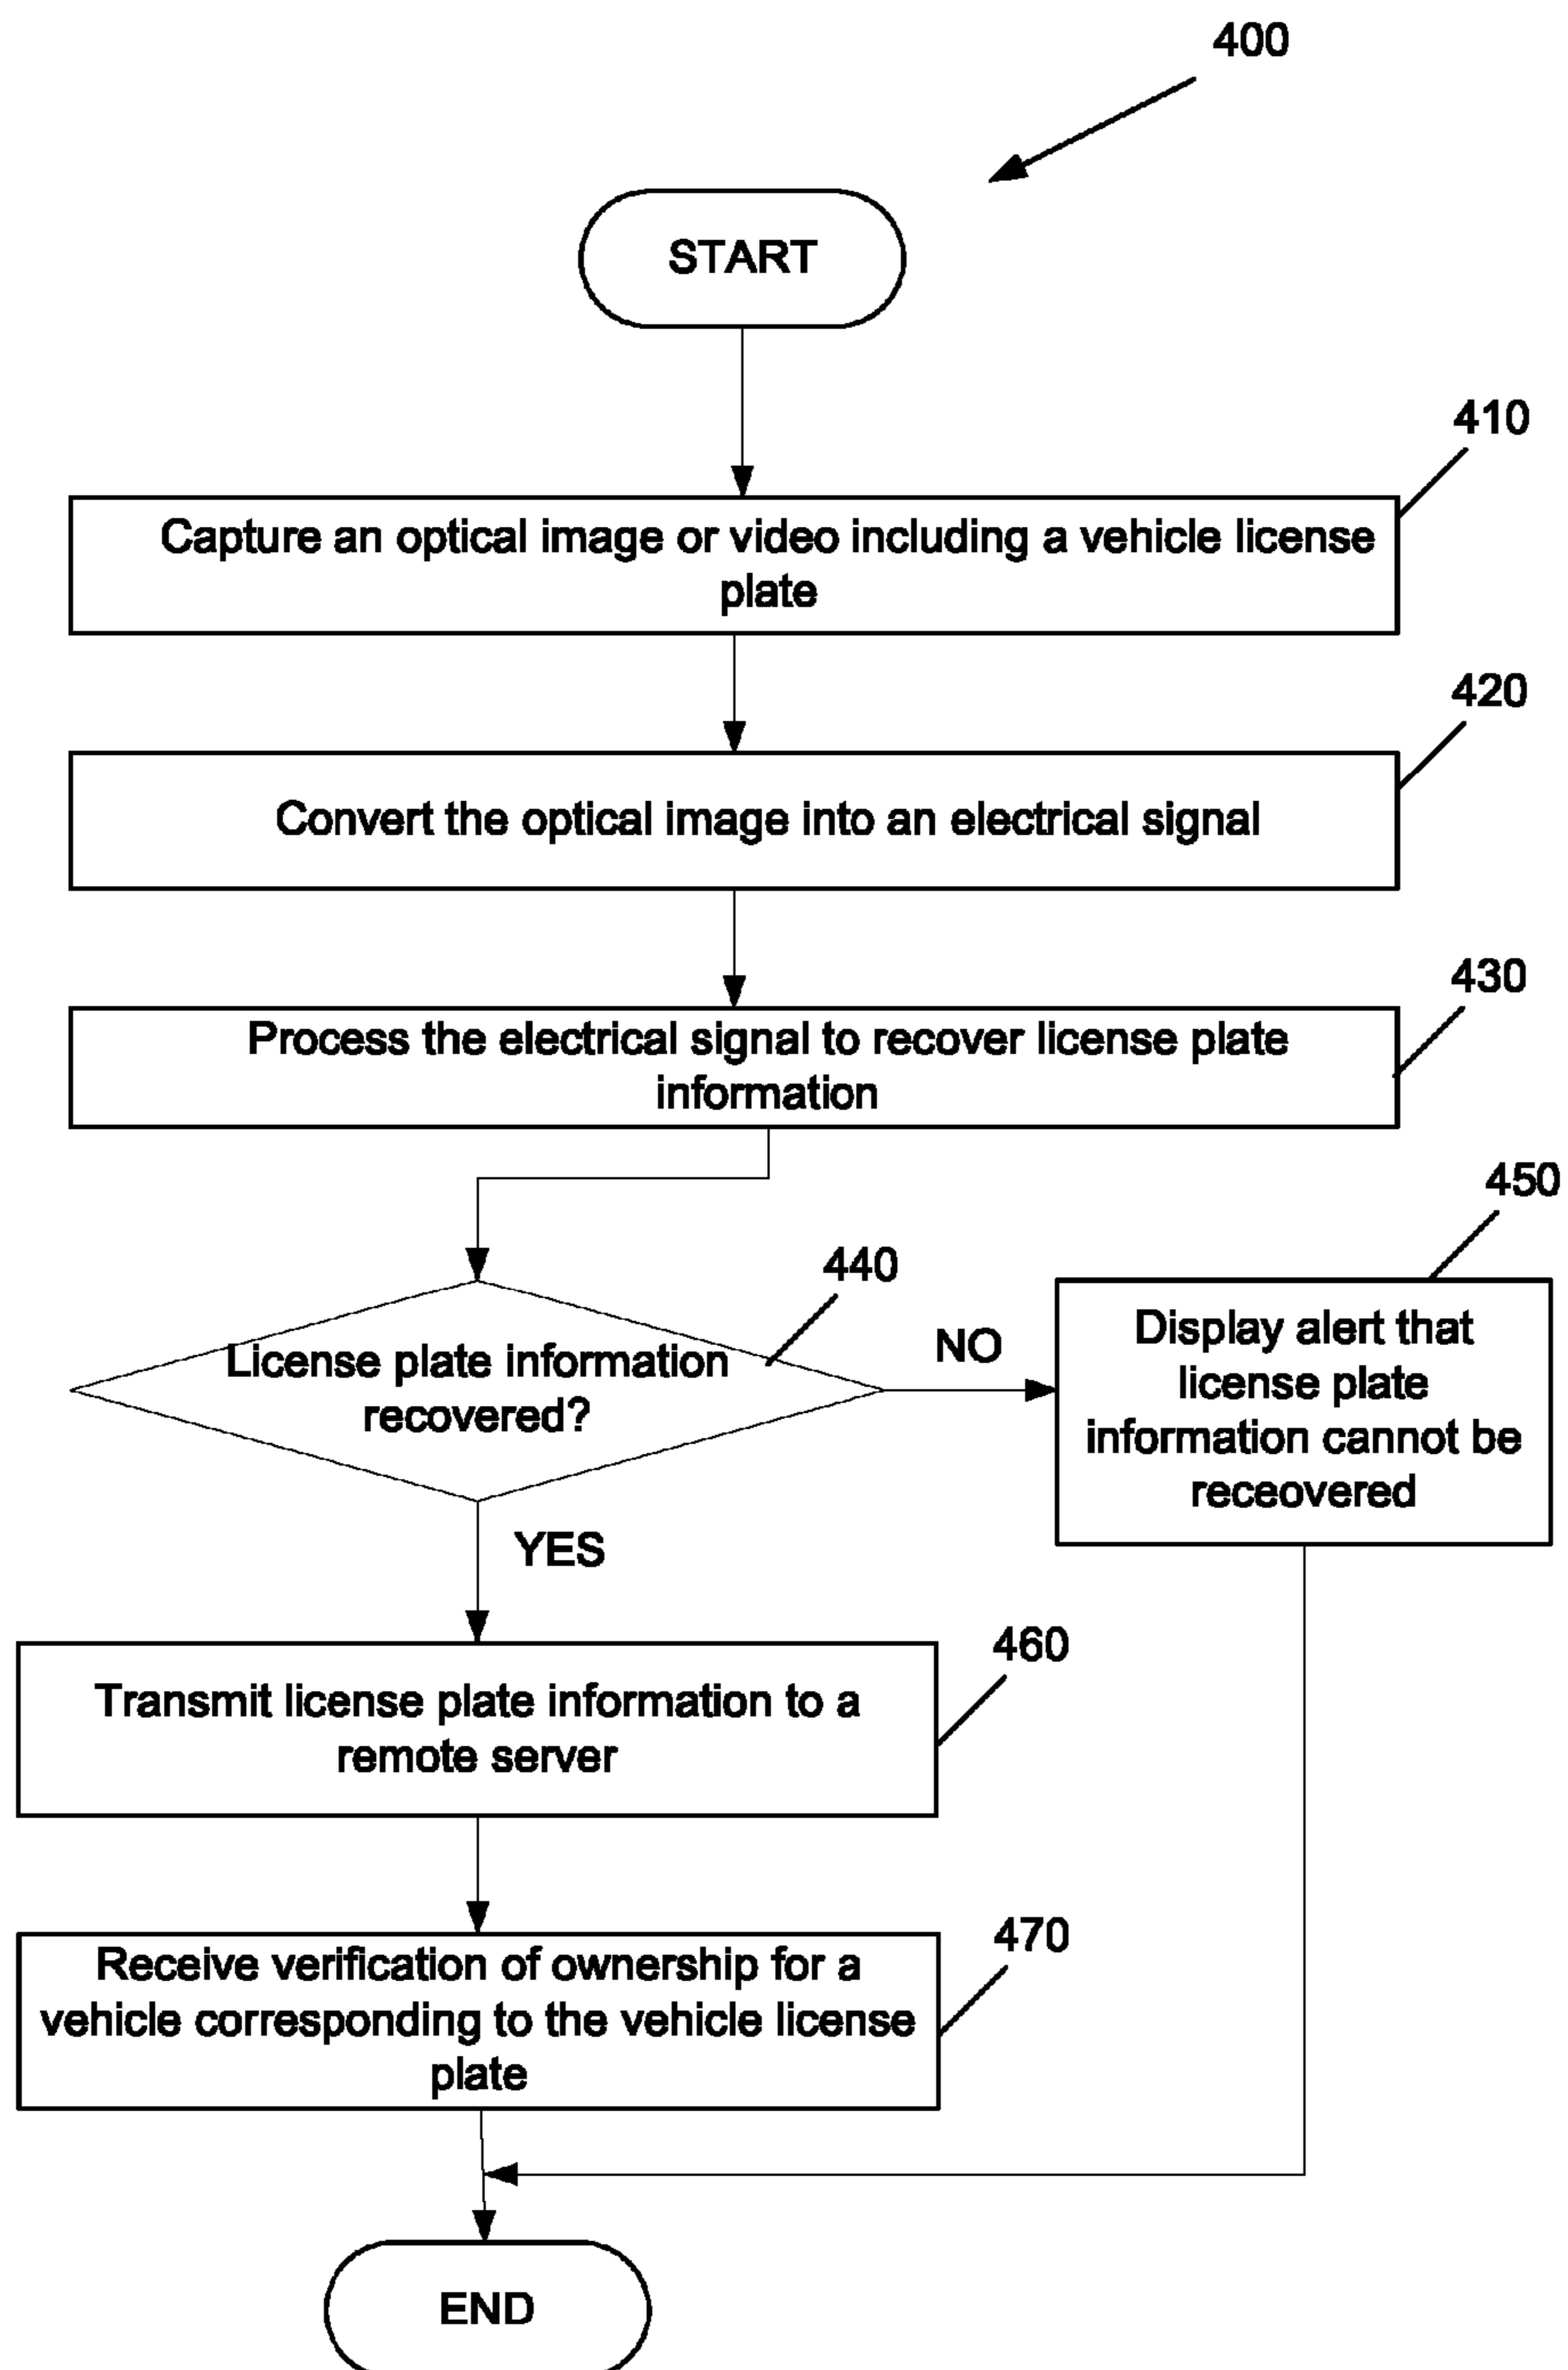 400
START
410
Capture an optical image or video including a vehicle license
plate
420
Convert the optical image into an electrical signal
430
Process the electrical signal to recover license plate
information
440
License plate information
recovered?
NO
450
Display alert that
license plate
information cannot be
receovered
YES
460
Transmit license plate information to a
remote server
470
Receive verification of ownership for a
vehicle corresponding to the vehicle license
plate
END